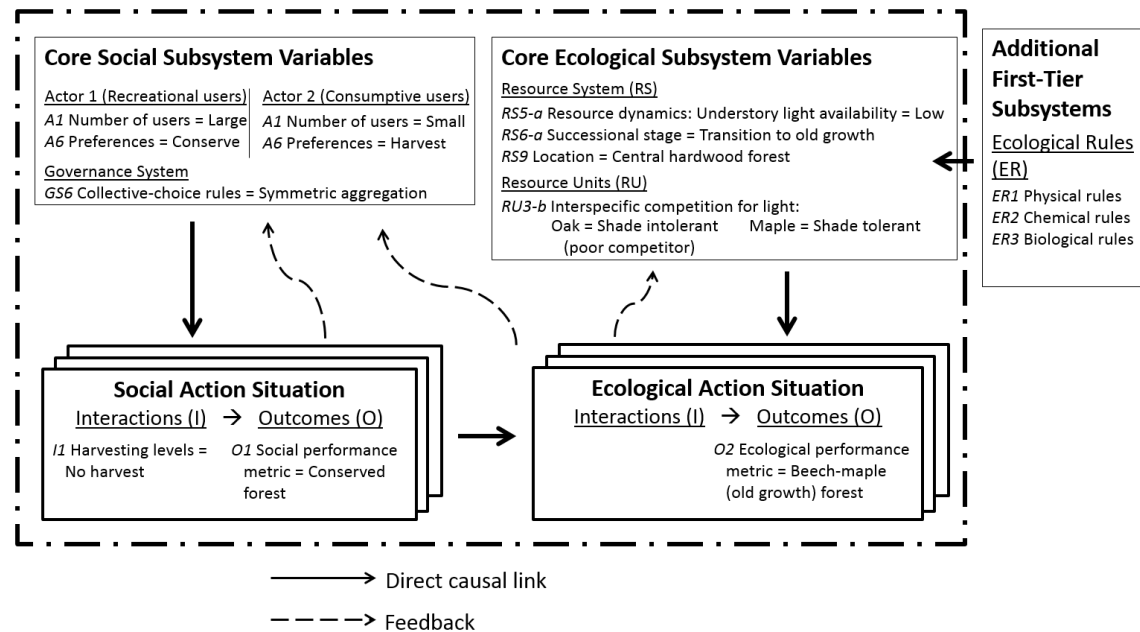 Core Social Subsystem Variables
Actor 1 (Recreational users)
A1 Number of users = Large
A6 Preferences = Conserve
Actor 2 (Consumptive users)
A1 Number of users = Small
A6 Preferences = Harvest
Governance System
GS6 Collective-choice rules = Symmetric aggregation
Core Ecological Subsystem Variables
Resource System (RS)
RS5-a Resource dynamics: Understory light availability = Low
RS6-a Successional stage = Transition to old growth
RS9 Location = Central hardwood forest
Resource Units (RU)
RU3-b Interspecific competition for light:
Oak = Shade intolerant
(poor competitor)
Maple = Shade tolerant
Additional
First-Tier
Subsystems
Ecological Rules
(ER)
ER1 Physical rules
ER2 Chemical rules
ER3 Biological rules
Social Action Situation
Interactions (I) → Outcomes (O)
I1 Harvesting levels =
No harvest
O1 Social performance
metric = Conserved
forest
Ecological Action Situation
Interactions (I) → Outcomes (O)
O2 Ecological performance
metric = Beech-maple
(old growth) forest
Direct causal link
Feedback